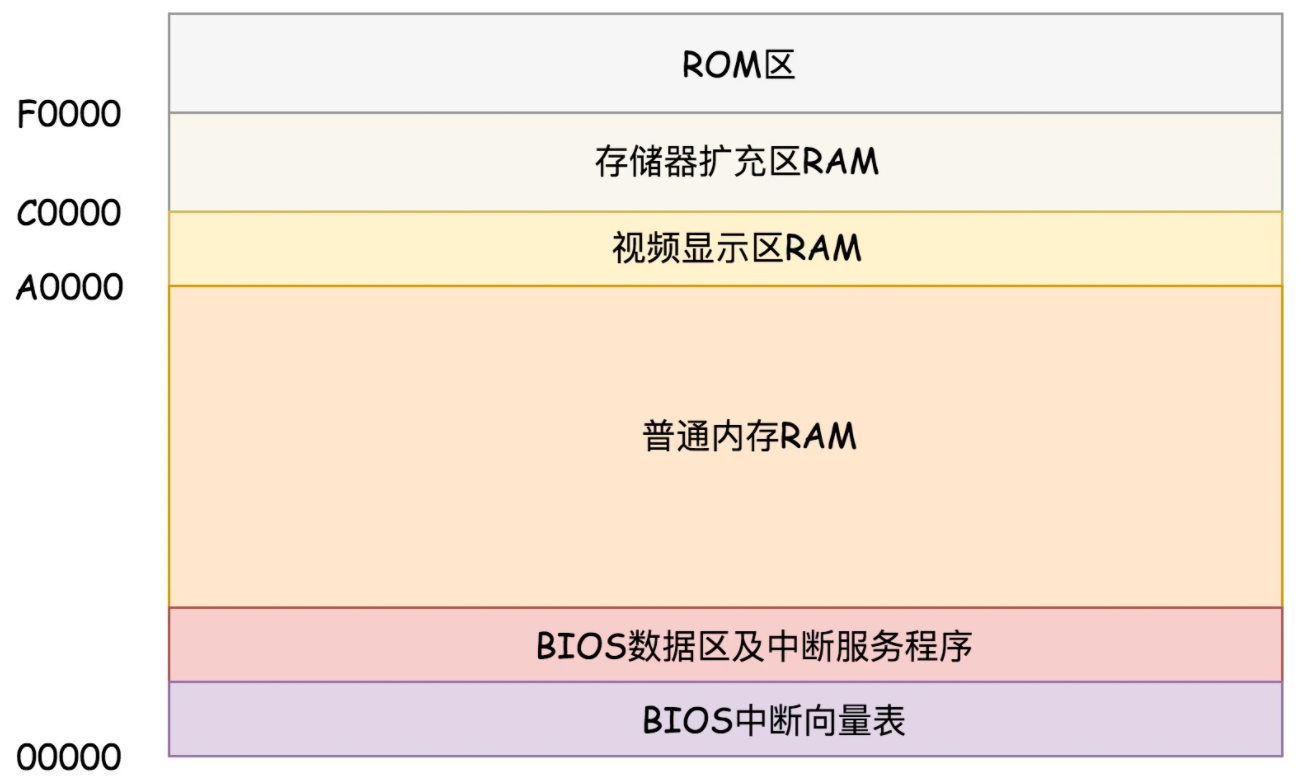 ROM区
F0000
存储器扩充区RAM
C0000
视频显示区RAM
A0000
普通内存RAM
BIOS数据区及中断服务程序
BIOS中断向量表
00000